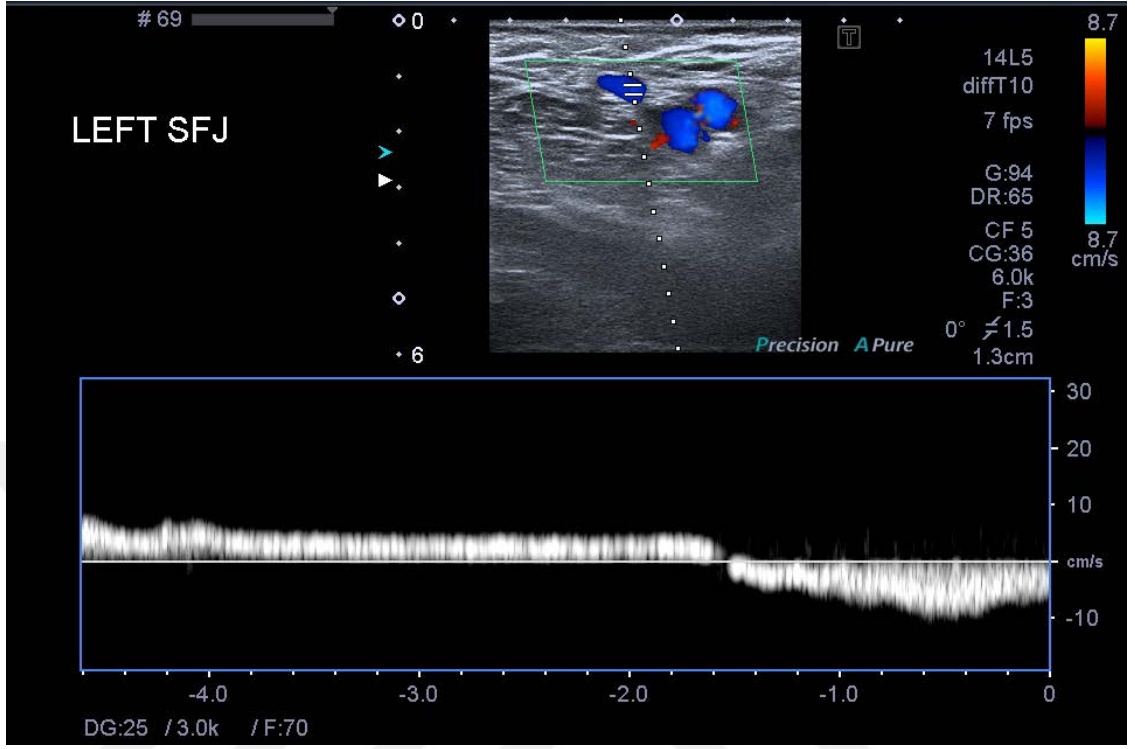 # 69
0
8.7
T
14L5
diffT10
LEFT SFJ
7 fps
G:94
DR:65
CF 5
8.7
CG:36
cm/s
6.0k
F:3
0° 1.5
Precision A Pure
6
1.3cm
30
20
10
cm/s
-10
-4.0 -3.0 -2.0 -1.0 0
DG:25 / 3.0k / F:70